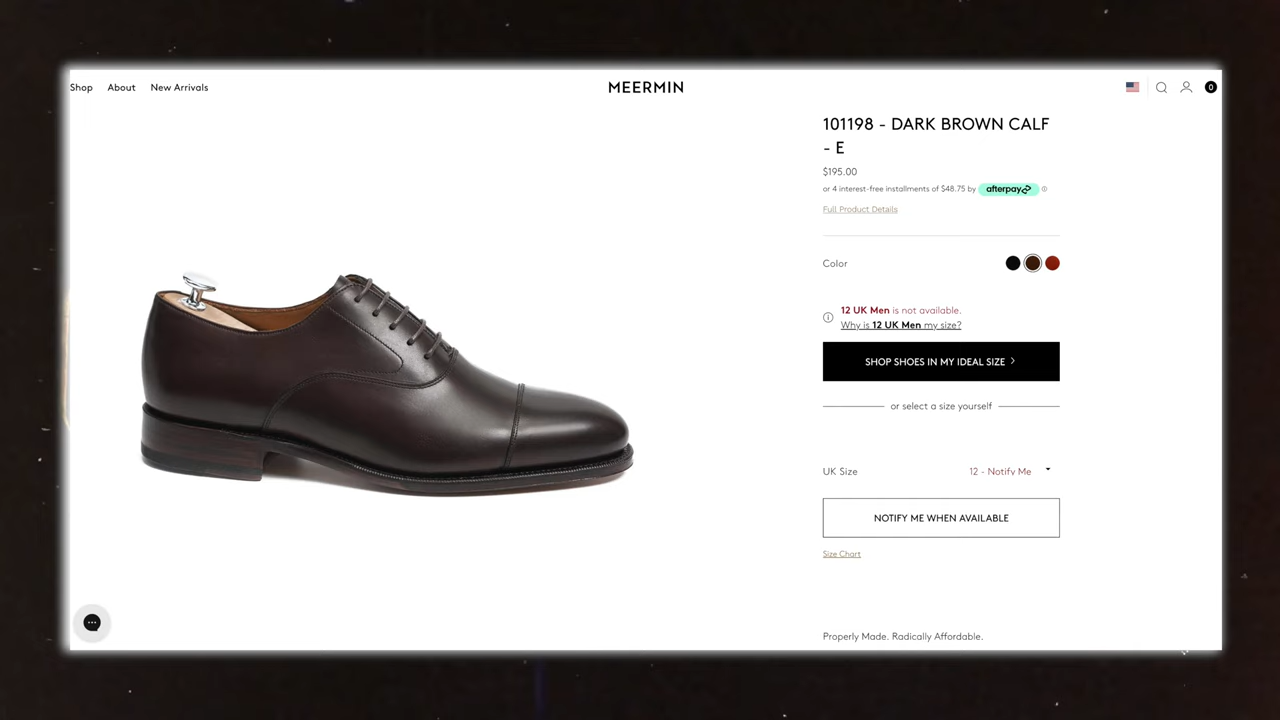 Shop About New Arrivals
MEERMIN
0
101198 - DARK BROWN CALF
- E
$195.00
or 4 interest-free installments of $48.75 by afterpay
Full Product Details
Color
12 UK Men is not available.
Why is 12 UK Men my size?
SHOP SHOES IN MY IDEAL SIZE
or select a size yourself
UK Size 12 - Notify Me
NOTIFY ME WHEN AVAILABLE
Size Chart
Properly Made. Radically Affordable.